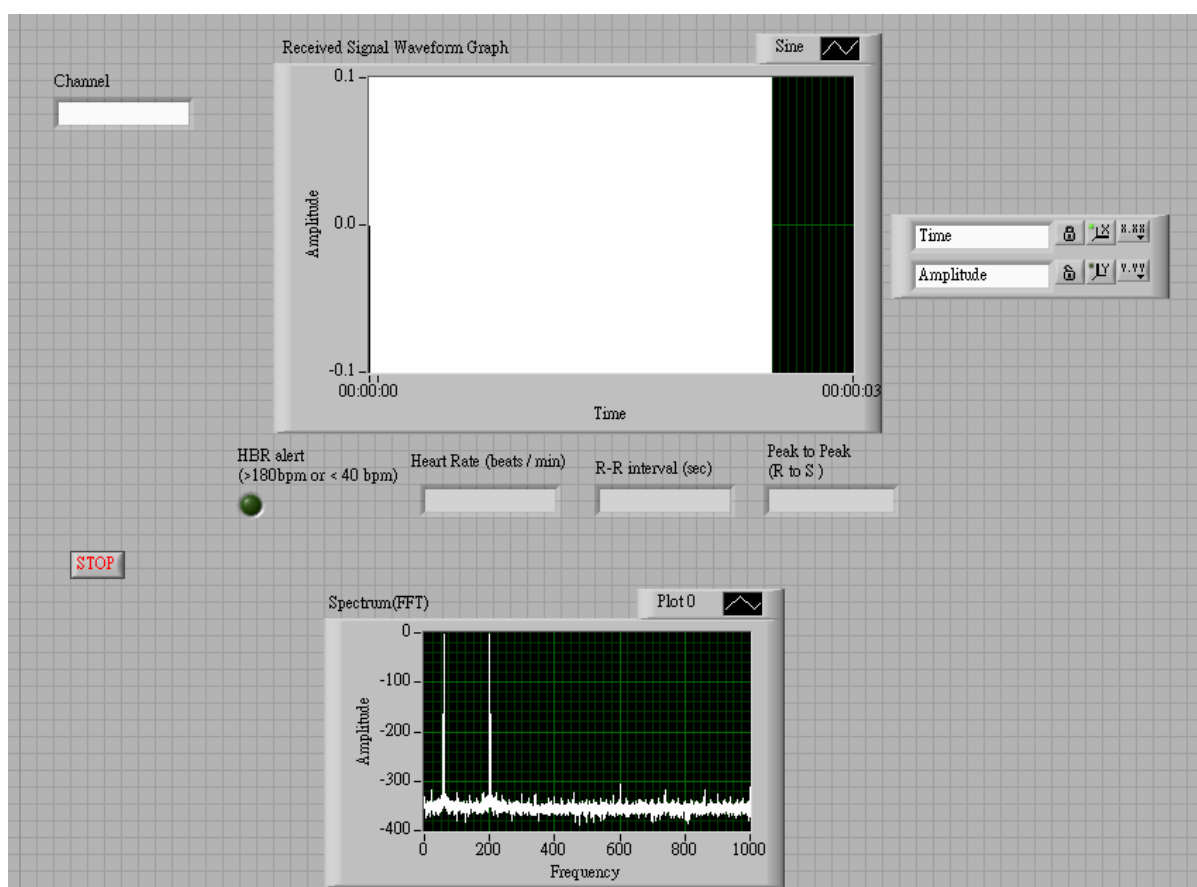 Received Signal Waveform Graph
Sine
Channel
0.1
0.0
-0.1
Amplitude
00:00:00
00:00:03
Time
Time
X.XX
Amplitude
Y.YY
HBR alert
(>180bpm or < 40 bpm)
Heart Rate (beats / min)
R-R interval (sec)
Peak to Peak
(R to S )
STOP
Spectrum(FFT)
Plot 0
0
-100
-200
-300
-400
Amplitude
0
200
400
600
800
1000
Frequency